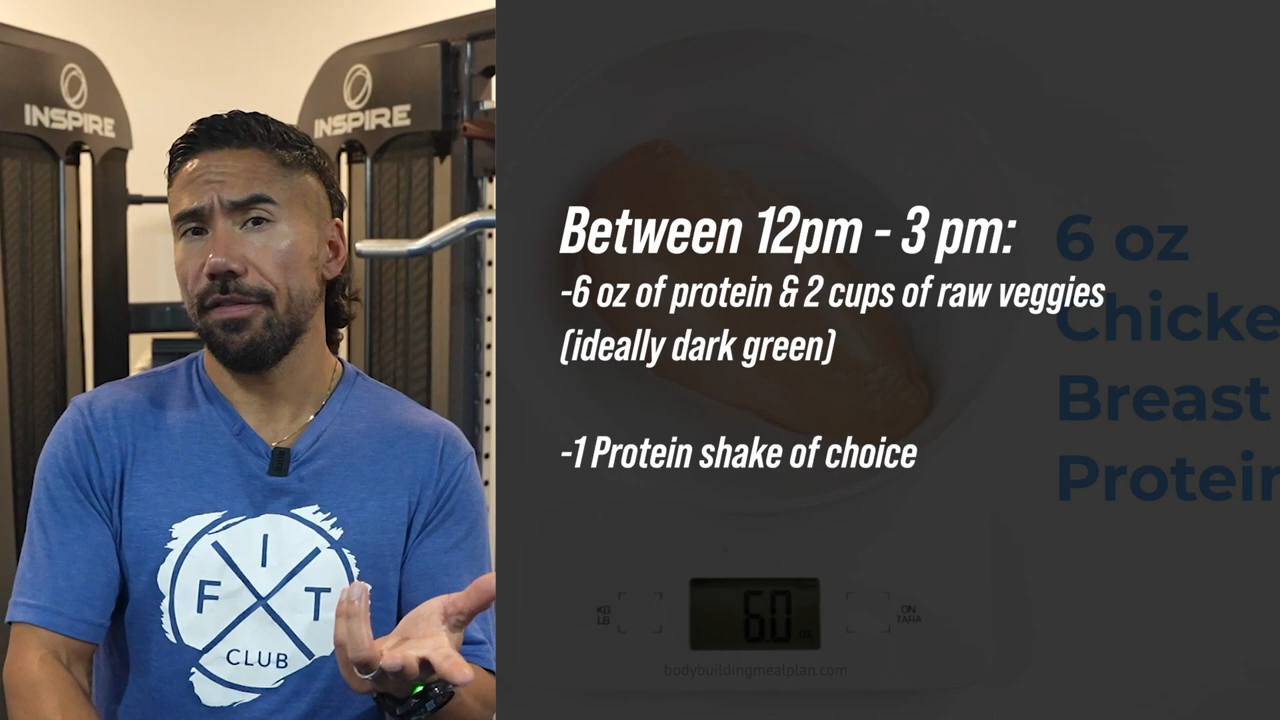 INSPIRE
INSPIRE
F I T
CLUB
Between 12pm - 3 pm:
-6 oz of protein & 2 cups of raw veggies
(ideally dark green)
-1 Protein shake of choice
6 oz
Chicke
Breast
Protein
KG
LB
6.0
oz
ON
TARA
bodybuildingmealplan.com